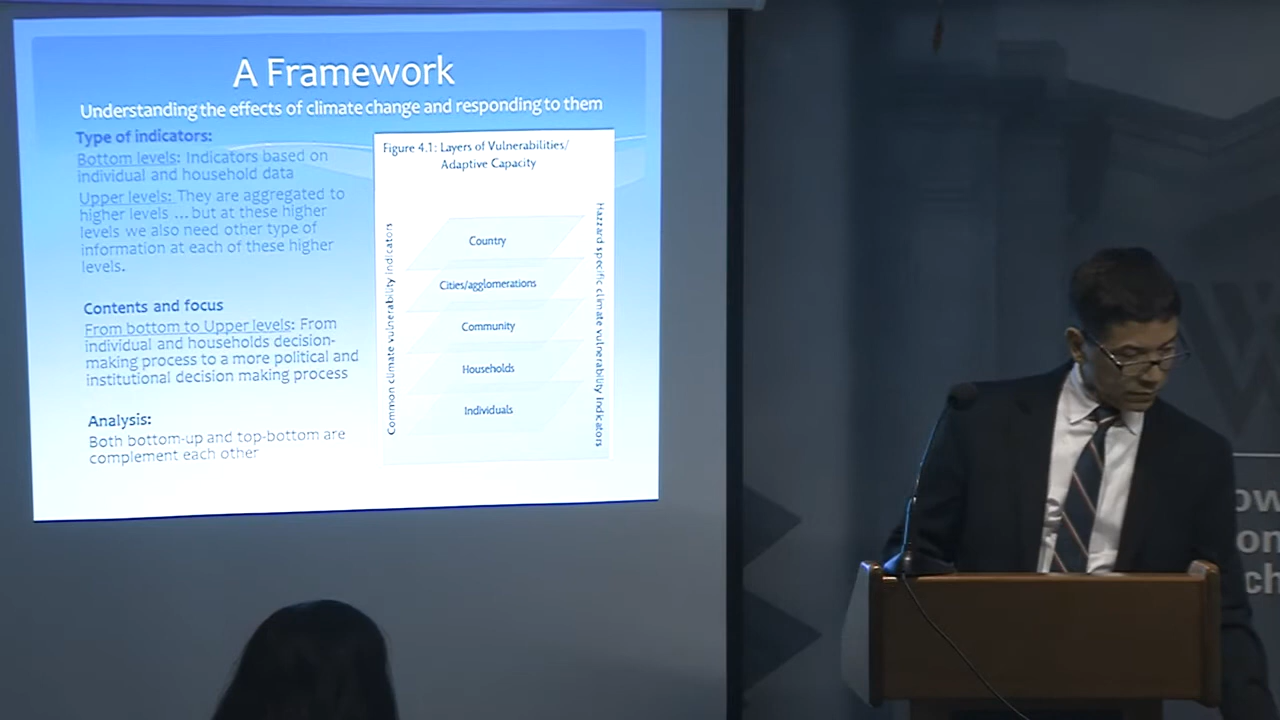 A Framework
Understanding the effects of climate change and responding to them
Type of indicators:
Bottom levels: Indicators based on
individual and household data
Upper levels: They are aggregated to
higher levels ... but at these higher
levels we also need other type of
information at each of these higher
levels.
Contents and focus
From bottom to Upper levels: From
individual and households decision-
making process to a more political and
institutional decision making process
Analysis:
Both bottom-up and top-bottom are
complement each other
Figure 4.1: Layers of Vulnerabilities/
Adaptive Capacity
Common climate vulnerability indicators
Country
Cities/agglomerations
Community
Households
Individuals
Hazzard specific climate vulnerability Indicators
W
ow
on
ch